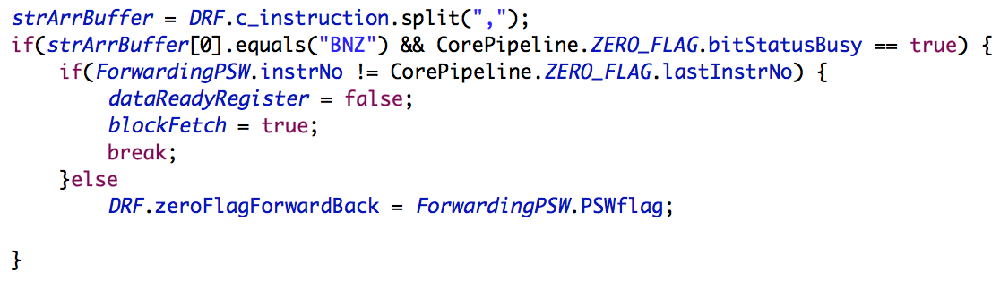 strArrBuffer = DRF.c_instruction.split(",");
if(strArrBuffer[0].equals("BNZ") && CorePipeline.ZERO_FLAG.bitStatusBusy == true) {
    if(ForwardingPSW.instrNo != CorePipeline.ZERO_FLAG.lastInstrNo) {
        dataReadyRegister = false;
        blockFetch = true;
        break;
    }else
        DRF.zeroFlagForwardBack = ForwardingPSW.PSWflag;
}